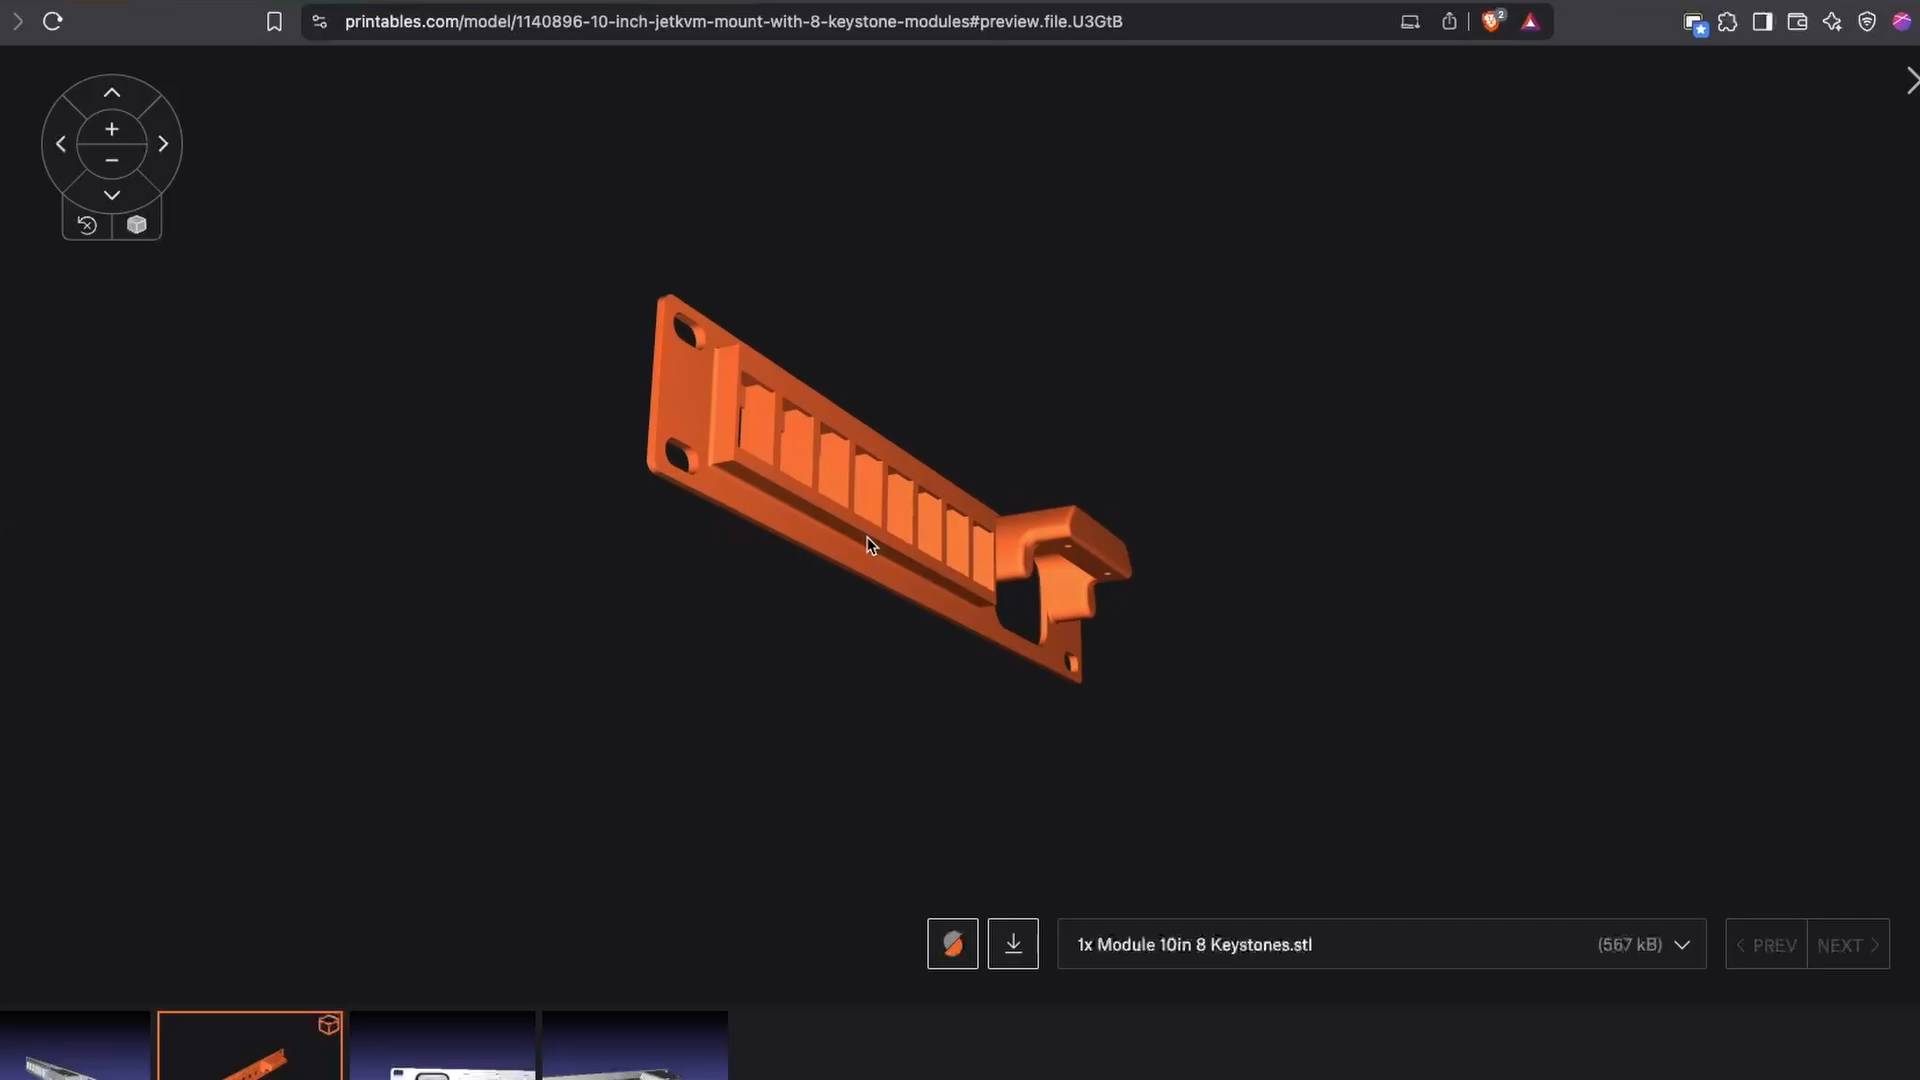 printables.com/model/1140896-10-inch-jetkvm-mount-with-8-keystone-modules#preview.file.U3GtB
2
1x Module 10in 8 Keystones.stl
(567 kB)
PREV
NEXT